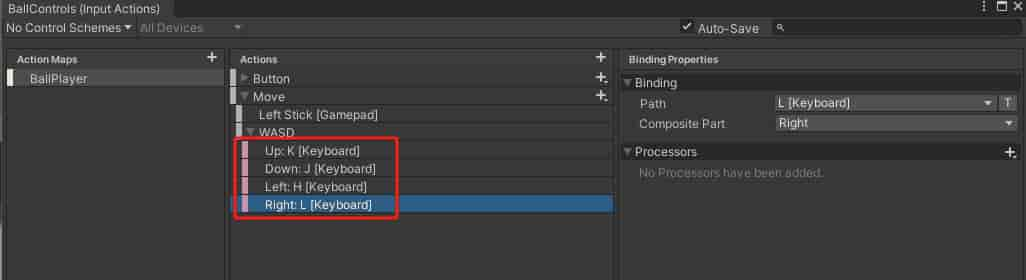 BallControls (Input Actions)
No Control Schemes All Devices Auto-Save
Action Maps + Actions + Binding Properties
BallPlayer Button + Binding
Move + Path L [Keyboard] T
Left Stick [Gamepad] Composite Part Right
WASD
Up: K [Keyboard] Processors +
Down: J [Keyboard] No Processors have been added.
Left: H [Keyboard]
Right: L [Keyboard]